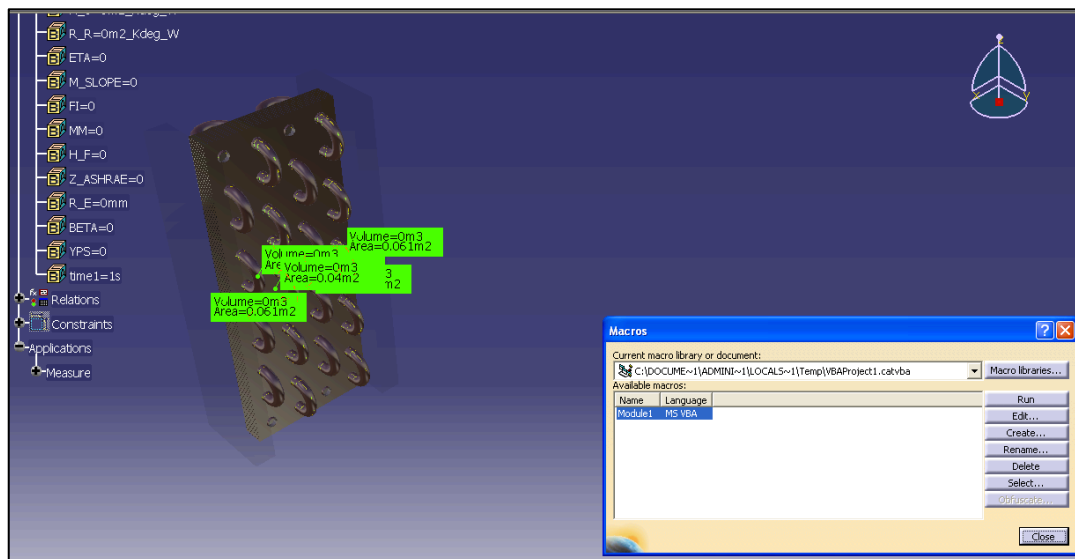 R_R=0m2_Kdeg_W
ETA=0
M_SLOPE=0
FI=0
MM=0
H_F=0
Z_ASHRAE=0
R_E=0mm
BETA=0
YPS=0
time1=1s
Relations
Constraints
Applications
Measure
Volume=0m3
Area=0.061m2
Volume=0m3
Volume=0m3
Area=0.04m2
m2
Volume=0m3
Area=0.061m2
Macros
Current macro library or document:
C:\DOCUME~1\ADMINI~1\LOCALS~1\Temp\VBAProject1.catvba
Macro libraries...
Available macros:
Name Language
Module1 MS VBA
Run
Edit...
Create...
Rename...
Delete
Select...
Obfuscate...
Close